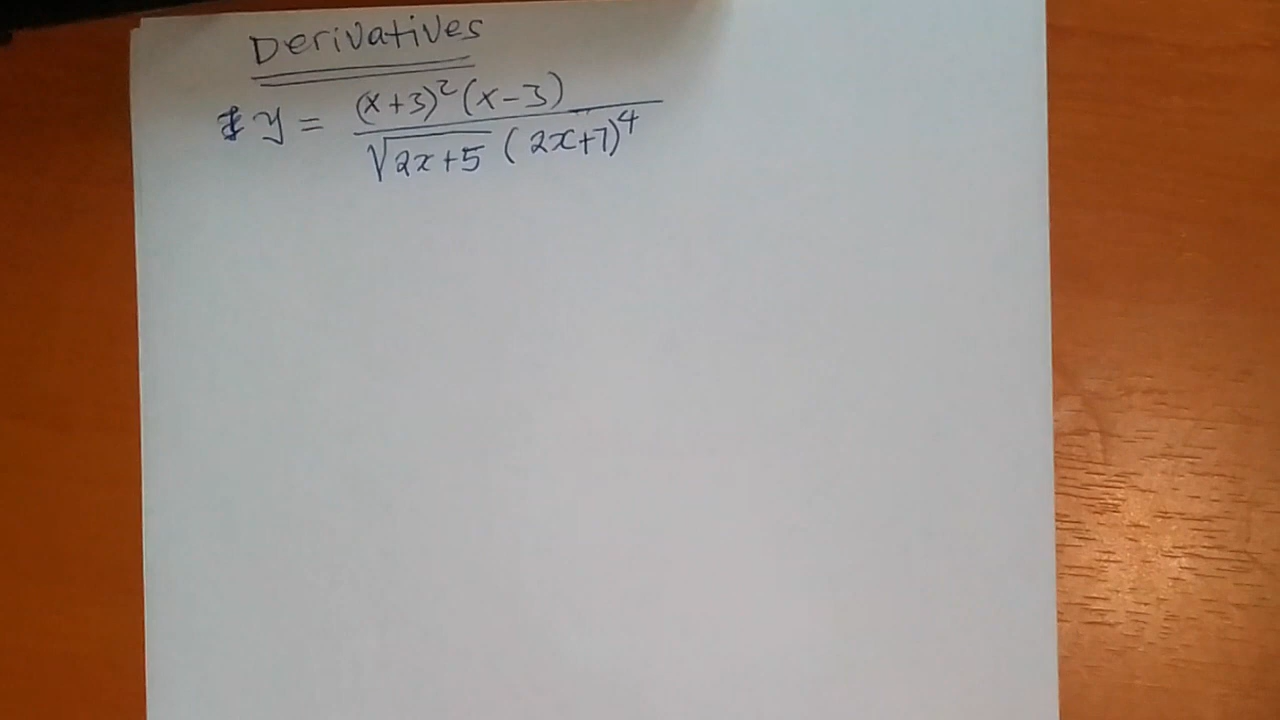 Derivatives
y = (x+3)²(x-3) / √2x+5 (2x+7)⁴